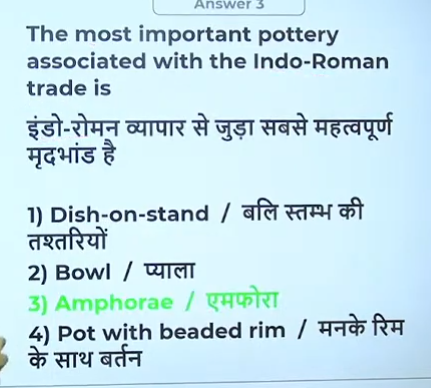 Answer 3
The most important pottery
associated with the Indo-Roman
trade is
इंडो-रोमन व्यापार से जुड़ा सबसे महत्वपूर्ण
मृदभांड है
1) Dish-on-stand / बलि स्तम्भ की
तश्तरियों
2) Bowl / प्याला
3) Amphorae / एमफोरा
4) Pot with beaded rim / मनके रिम
के साथ बर्तन